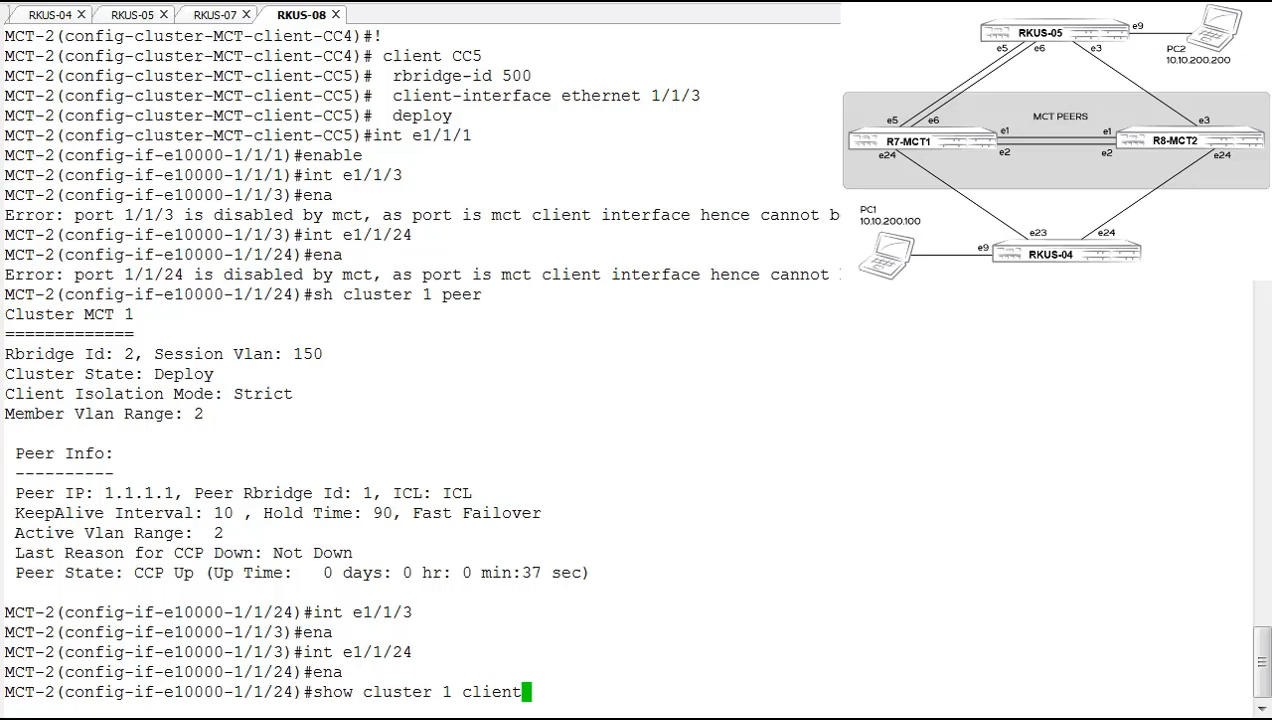 RKUS-04 X RKUS-05 X RKUS-07 X RKUS-08 X
MCT-2(config-cluster-MCT-client-CC4)#!
MCT-2(config-cluster-MCT-client-CC4)# client CC5
MCT-2(config-cluster-MCT-client-CC5)#  rbridge-id 500
MCT-2(config-cluster-MCT-client-CC5)#  client-interface ethernet 1/1/3
MCT-2(config-cluster-MCT-client-CC5)#  deploy
MCT-2(config-cluster-MCT-client-CC5)#int e1/1/1
MCT-2(config-if-e10000-1/1/1)#enable
MCT-2(config-if-e10000-1/1/1)#int e1/1/3
MCT-2(config-if-e10000-1/1/3)#ena
Error: port 1/1/3 is disabled by mct, as port is mct client interface hence cannot b
MCT-2(config-if-e10000-1/1/3)#int e1/1/24
MCT-2(config-if-e10000-1/1/24)#ena
Error: port 1/1/24 is disabled by mct, as port is mct client interface hence cannot
MCT-2(config-if-e10000-1/1/24)#sh cluster 1 peer
Cluster MCT 1
=============
Rbridge Id: 2, Session Vlan: 150
Cluster State: Deploy
Client Isolation Mode: Strict
Member Vlan Range: 2
Peer Info:
----------
Peer IP: 1.1.1.1, Peer Rbridge Id: 1, ICL: ICL
KeepAlive Interval: 10 , Hold Time: 90, Fast Failover
Active Vlan Range:  2
Last Reason for CCP Down: Not Down
Peer State: CCP Up (Up Time:   0 days: 0 hr: 0 min:37 sec)
MCT-2(config-if-e10000-1/1/24)#int e1/1/3
MCT-2(config-if-e10000-1/1/3)#ena
MCT-2(config-if-e10000-1/1/3)#int e1/1/24
MCT-2(config-if-e10000-1/1/24)#ena
MCT-2(config-if-e10000-1/1/24)#show cluster 1 client
RKUS-05
e9
e5 e6 e3
PC2
10.10.200.200
MCT PEERS
e5 e6 e3
R7-MCT1
e1 e1
R8-MCT2
e24 e2 e2 e24
PC1
10.10.200.100
e23 e24
e9
RKUS-04